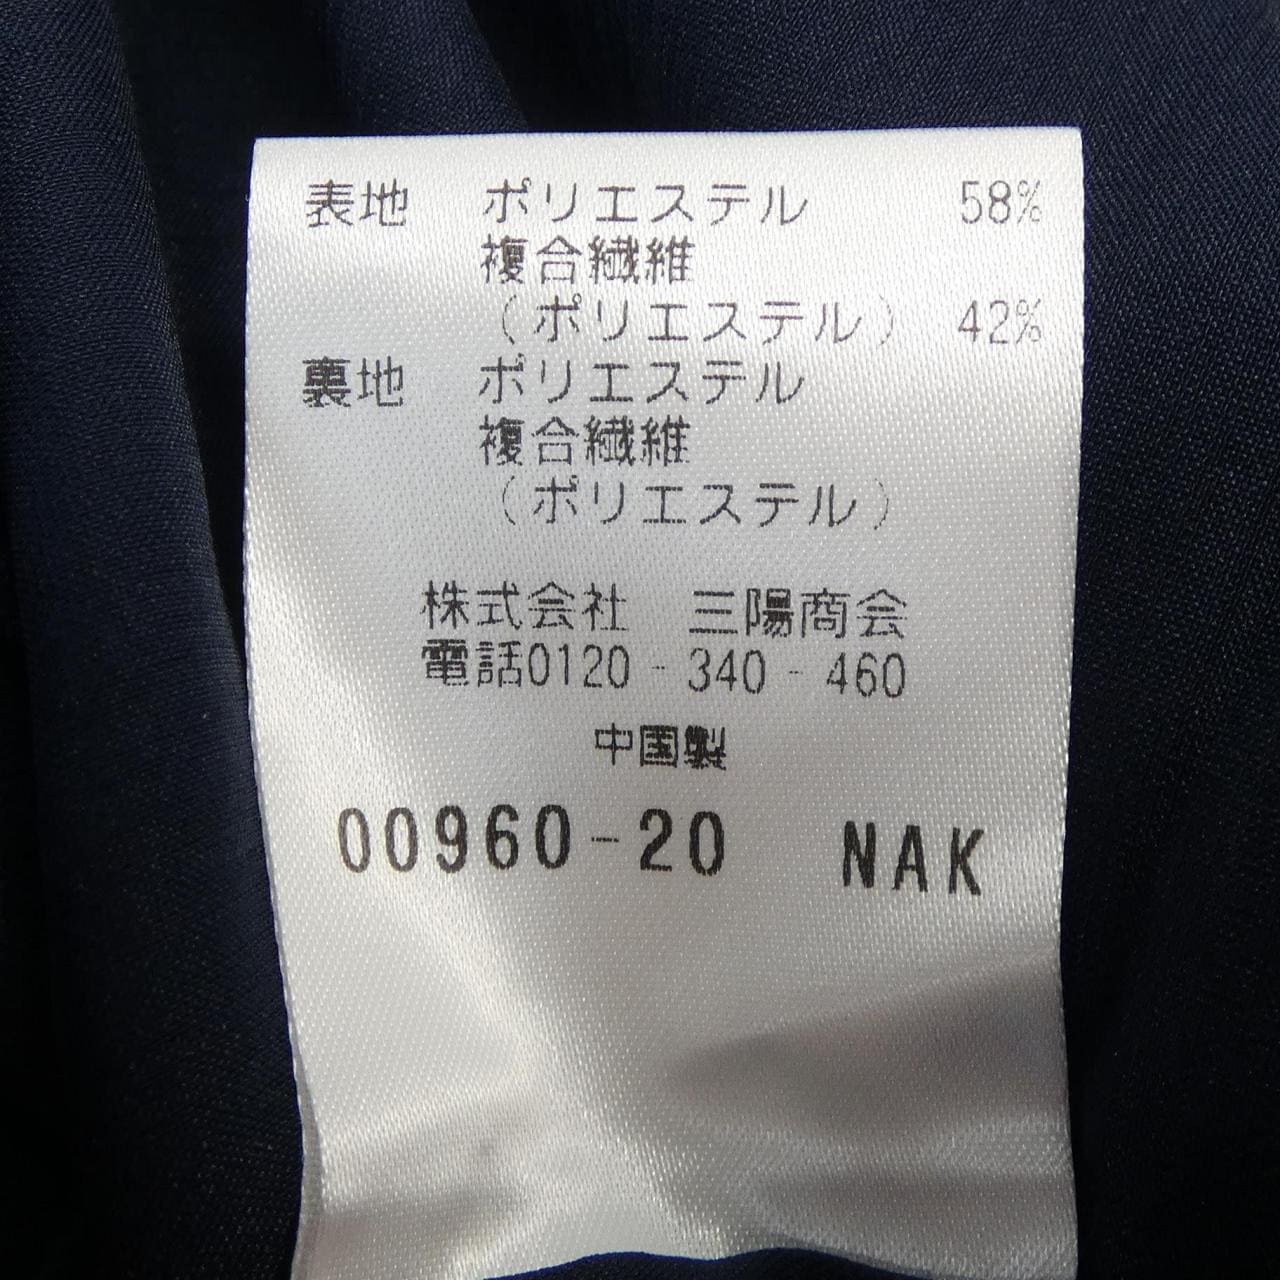 表地 ポリエステル 58%
複合繊維
（ポリエステル） 42%
裏地 ポリエステル
複合繊維
（ポリエステル）
株式会社 三陽商会
電話0120-340-460
中国製
00960-20 NAK